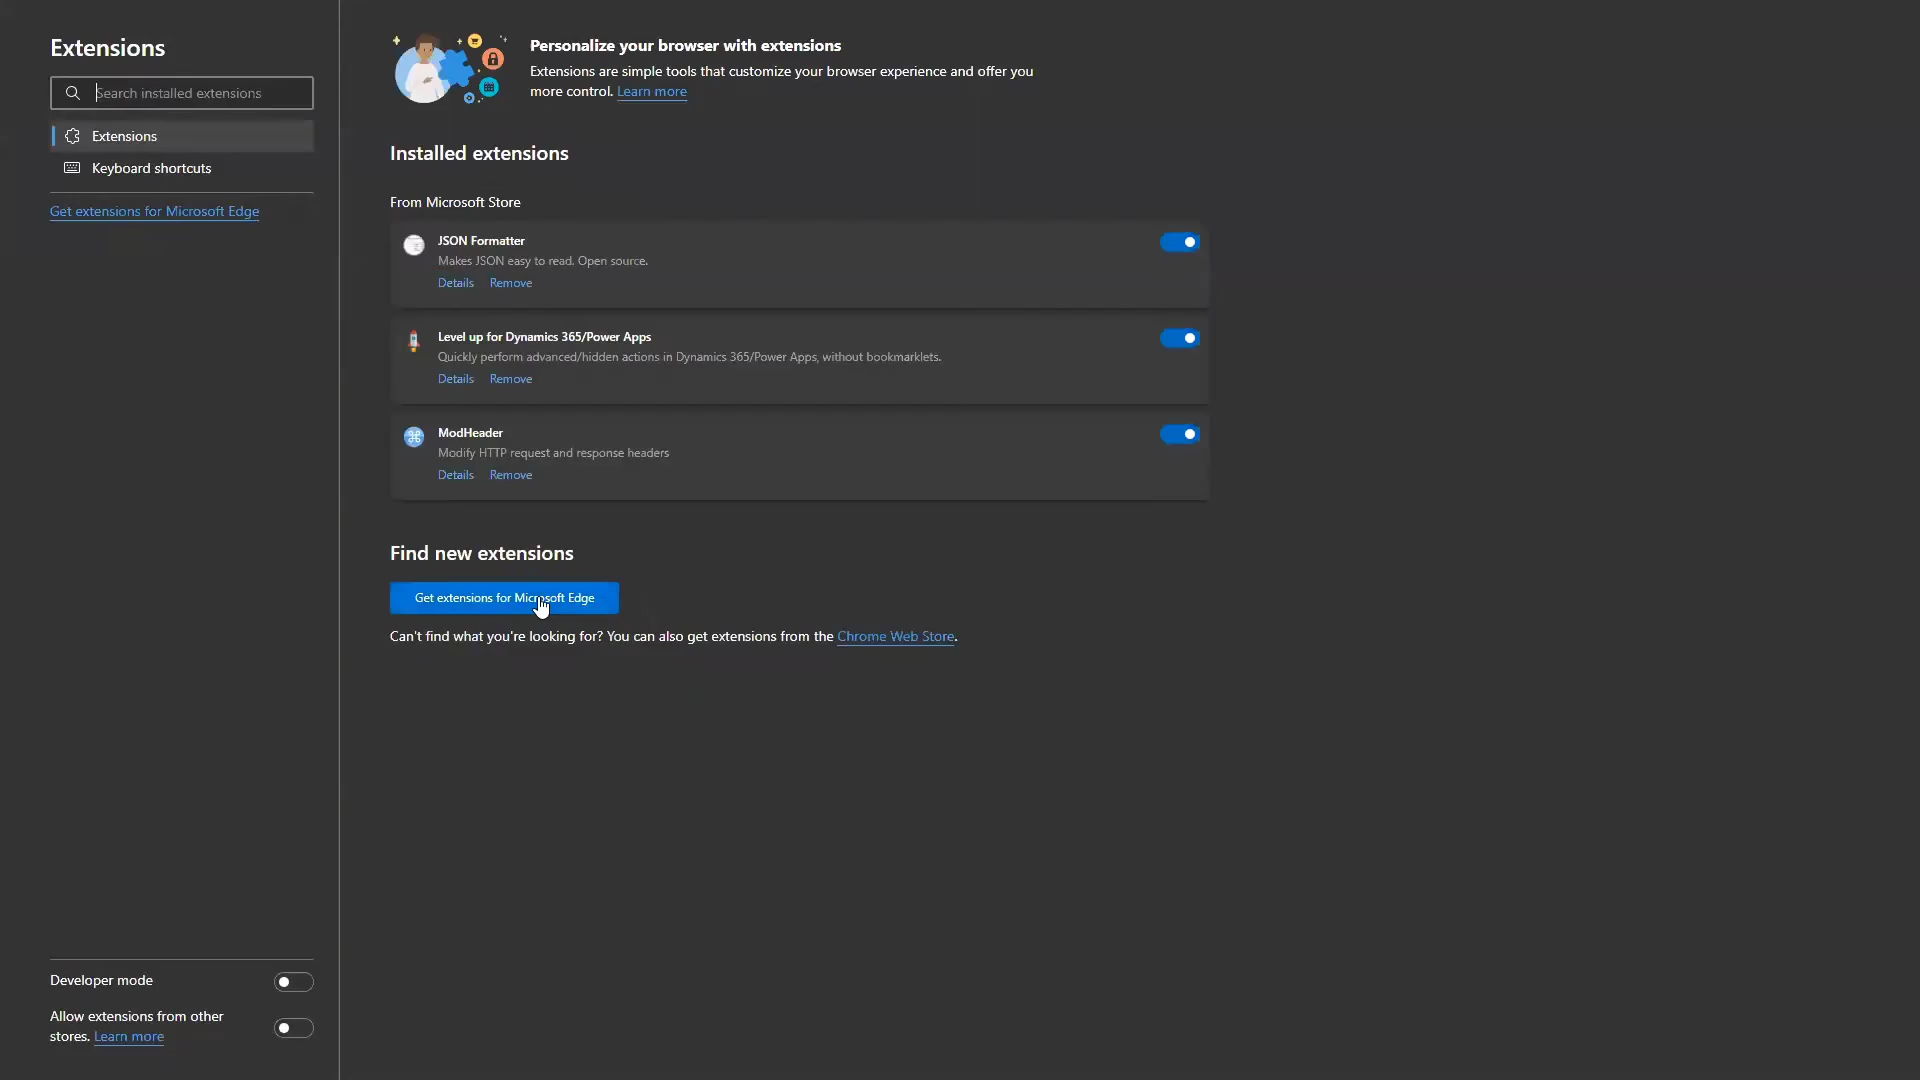 Extensions
Search installed extensions
Extensions
Keyboard shortcuts
Get extensions for Microsoft Edge
Developer mode
Allow extensions from other
stores. Learn more
Personalize your browser with extensions
Extensions are simple tools that customize your browser experience and offer you
more control. Learn more
Installed extensions
From Microsoft Store
JSON Formatter
Makes JSON easy to read. Open source.
Details Remove
Level up for Dynamics 365/Power Apps
Quickly perform advanced/hidden actions in Dynamics 365/Power Apps, without bookmarklets.
Details Remove
ModHeader
Modify HTTP request and response headers
Details Remove
Find new extensions
Get extensions for Microsoft Edge
Can't find what you're looking for? You can also get extensions from the Chrome Web Store.